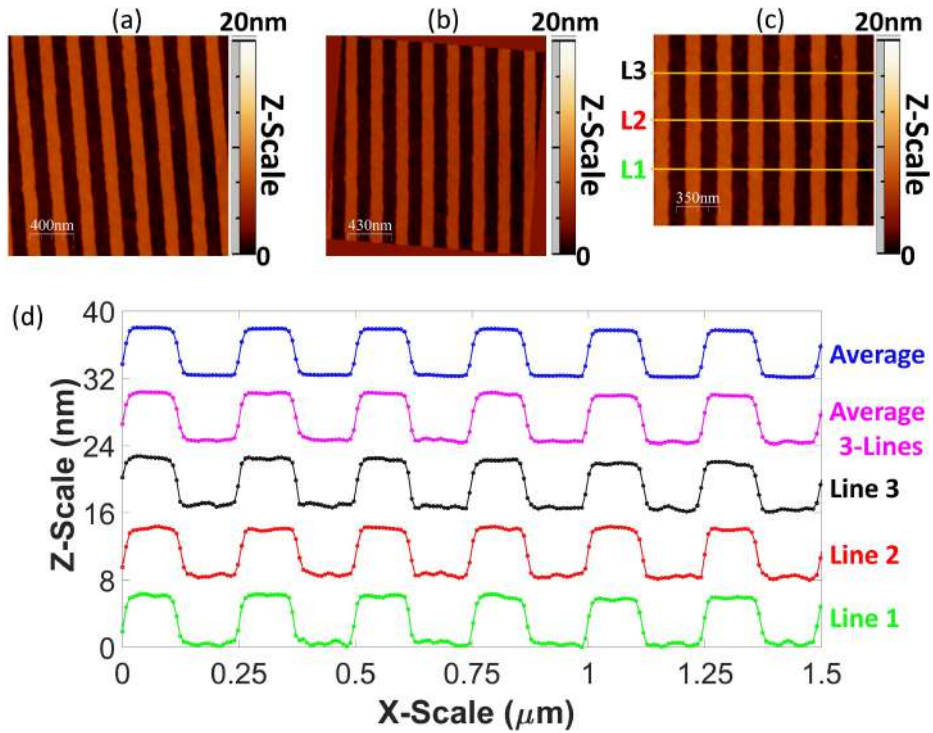 (a)
20nm
(b)
20nm
(c)
20nm
Z-Scale
0
400nm
Z-Scale
0
430nm
L3
L2
L1
350nm
Z-Scale
0
(d)
40
32
24
16
8
0
Z-Scale (nm)
Average
Average
3-Lines
Line 3
Line 2
Line 1
0
0.25
0.5
0.75
1
1.25
1.5
X-Scale (μm)